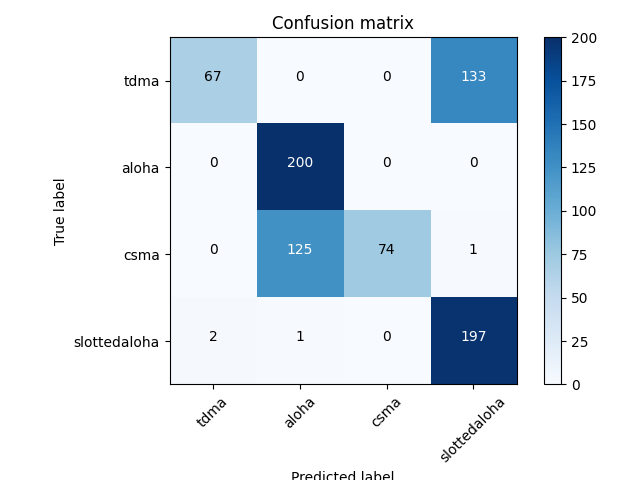 Confusion matrix
200
tdma 67 0 0 133
175
150
aloha 0 200 0 0
125
100
csma 0 125 74 1
75
50
slottedaloha 2 1 0 197
25
0
True label
tdma aloha csma slottedaloha
Predicted label